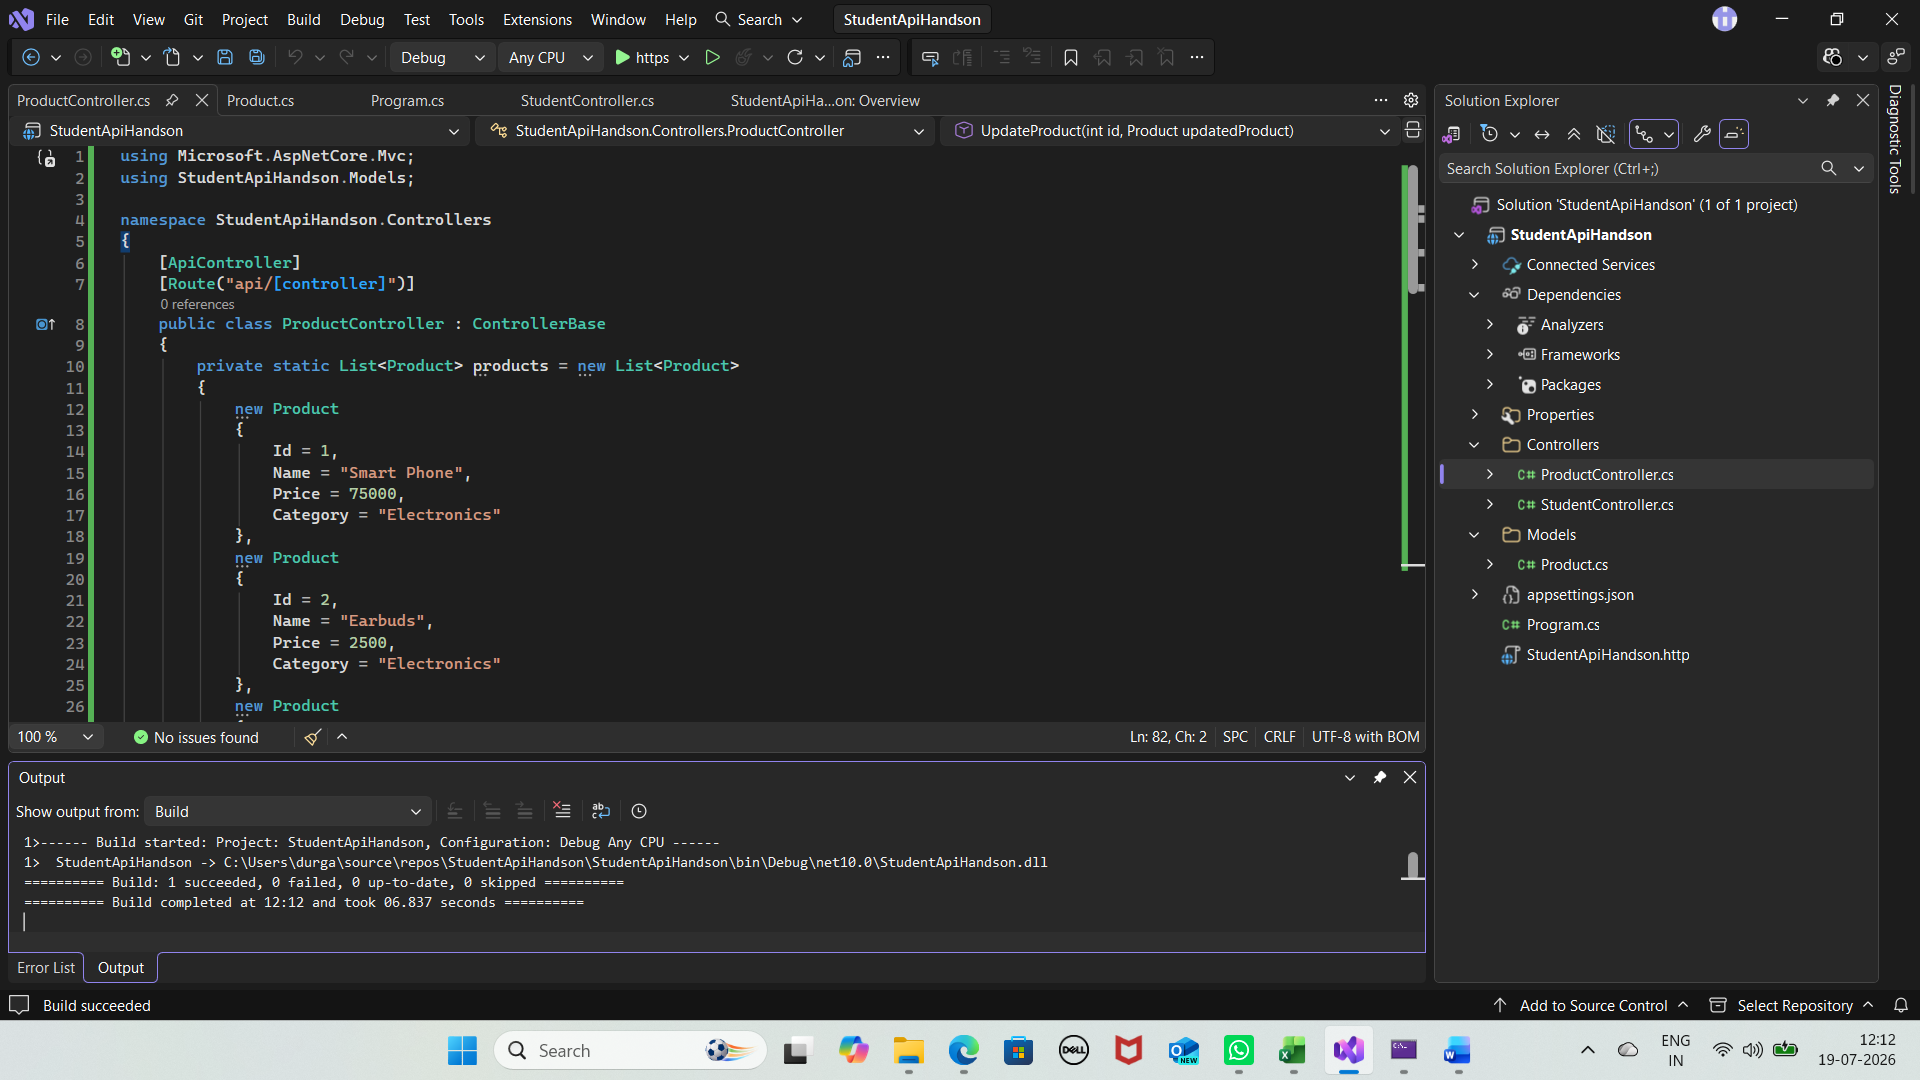 File Edit View Git Project Build Debug Test Tools Extensions Window Help Search StudentApiHandson
Debug Any CPU https
ProductController.cs Product.cs Program.cs StudentController.cs StudentApiHa...on: Overview
StudentApiHandson StudentApiHandson.Controllers.ProductController UpdateProduct(int id, Product updatedProduct)
1 using Microsoft.AspNetCore.Mvc;
2 using StudentApiHandson.Models;
3
4 namespace StudentApiHandson.Controllers
5 {
6 [ApiController]
7 [Route("api/[controller]")]
0 references
8 public class ProductController : ControllerBase
9 {
10 private static List<Product> products = new List<Product>
11 {
12 new Product
13 {
14 Id = 1,
15 Name = "Smart Phone",
16 Price = 75000,
17 Category = "Electronics"
18 },
19 new Product
20 {
21 Id = 2,
22 Name = "Earbuds",
23 Price = 2500,
24 Category = "Electronics"
25 },
26 new Product
100 % No issues found Ln: 82, Ch: 2 SPC CRLF UTF-8 with BOM
Output
Show output from: Build
1>------ Build started: Project: StudentApiHandson, Configuration: Debug Any CPU ------
1> StudentApiHandson -> C:\Users\durga\source\repos\StudentApiHandson\StudentApiHandson\bin\Debug\net10.0\StudentApiHandson.dll
========== Build: 1 succeeded, 0 failed, 0 up-to-date, 0 skipped ==========
========== Build completed at 12:12 and took 06.837 seconds ==========
Error List Output
Solution Explorer
Search Solution Explorer (Ctrl+;)
Solution 'StudentApiHandson' (1 of 1 project)
StudentApiHandson
Connected Services
Dependencies
Analyzers
Frameworks
Packages
Properties
Controllers
C# ProductController.cs
C# StudentController.cs
Models
C# Product.cs
appsettings.json
C# Program.cs
StudentApiHandson.http
Diagnostic Tools
Build succeeded Add to Source Control Select Repository
Search
DELL
NEW
ENG
IN
12:12
19-07-2026